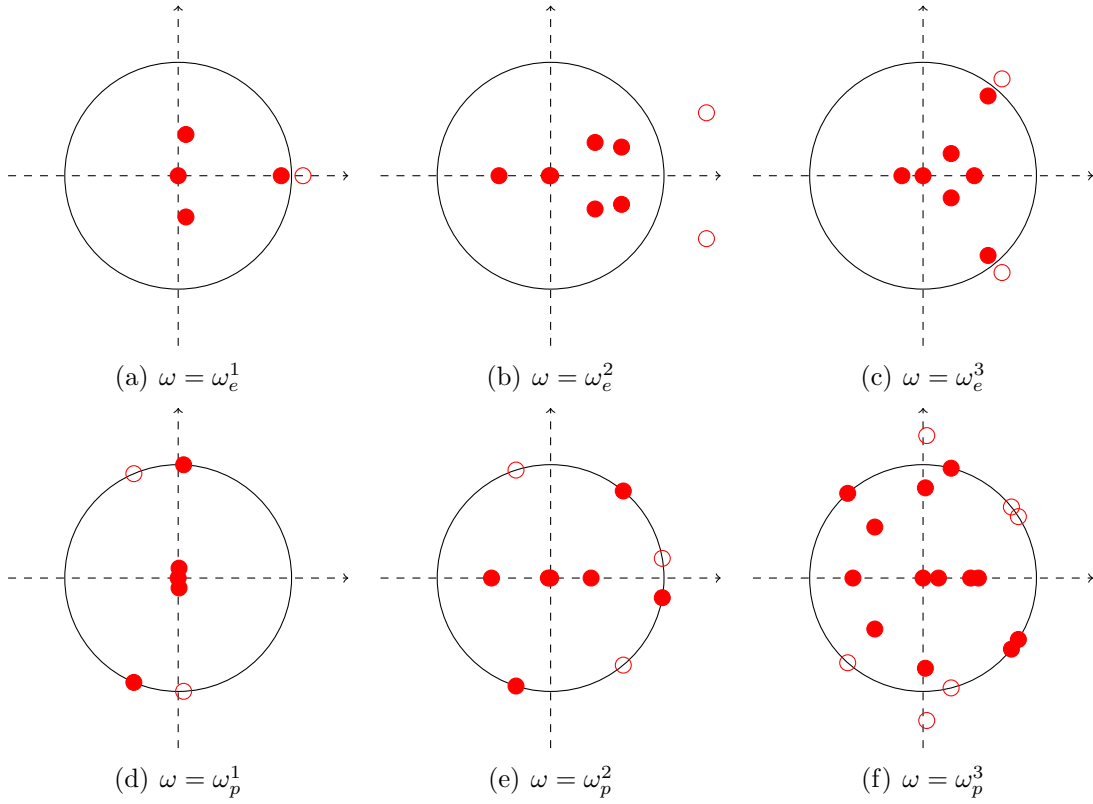 (a) ω = ω_e^1
(b) ω = ω_e^2
(c) ω = ω_e^3
(d) ω = ω_p^1
(e) ω = ω_p^2
(f) ω = ω_p^3